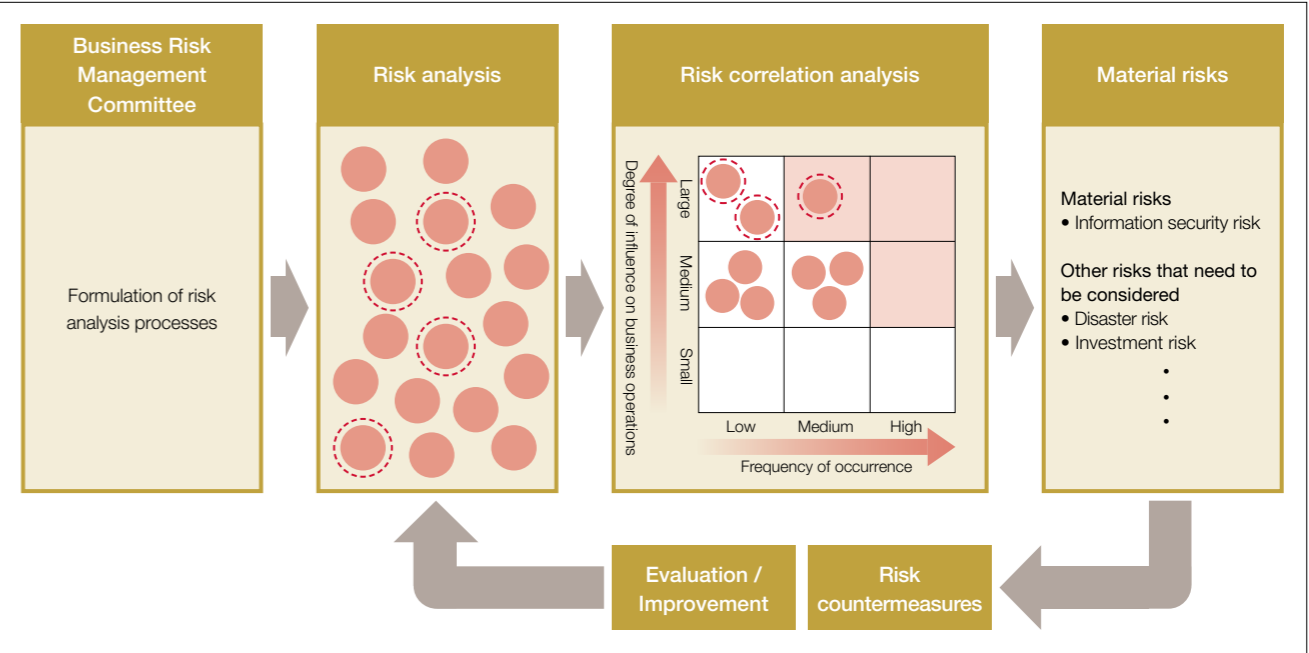 Business Risk
Management
Committee
Formulation of risk
analysis processes
Risk analysis
Risk correlation analysis
Degree of influence on business operations
Large
Medium
Small
Low
Medium
High
Frequency of occurrence
Material risks
Material risks
• Information security risk
Other risks that need to
be considered
• Disaster risk
• Investment risk
•
•
•
Evaluation /
Improvement
Risk
countermeasures